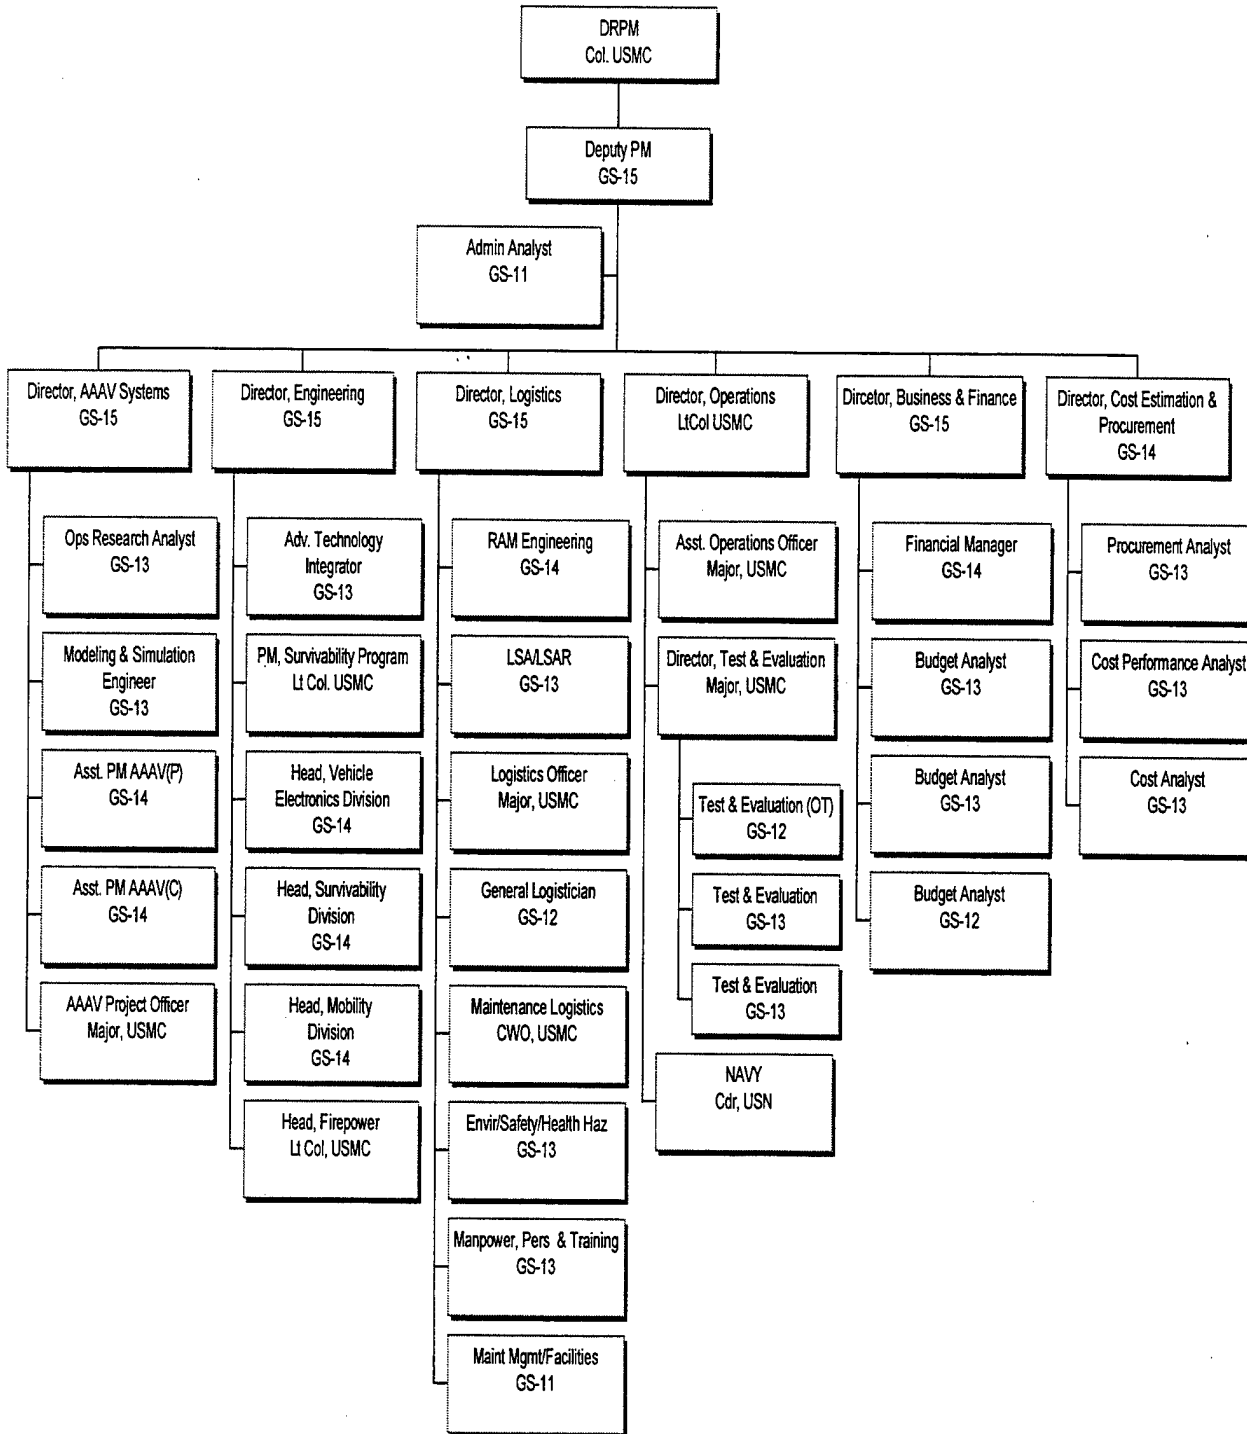 DRPM
Col. USMC
Deputy PM
GS-15
Admin Analyst
GS-11
Director, AAAV Systems
GS-15
Director, Engineering
GS-15
Director, Logistics
GS-15
Director, Operations
LtCol USMC
Dircetor, Business & Finance
GS-15
Director, Cost Estimation &
Procurement
GS-14
Ops Research Analyst
GS-13
Modeling & Simulation
Engineer
GS-13
Asst. PM AAAV(P)
GS-14
Asst. PM AAAV(C)
GS-14
AAAV Project Officer
Major, USMC
Adv. Technology
Integrator
GS-13
PM, Survivability Program
Lt Col. USMC
Head, Vehicle
Electronics Division
GS-14
Head, Survivability
Division
GS-14
Head, Mobility
Division
GS-14
Head, Firepower
Lt Col, USMC
RAM Engineering
GS-14
LSA/LSAR
GS-13
Logistics Officer
Major, USMC
General Logistician
GS-12
Maintenance Logistics
CWO, USMC
Envir/Safety/Health Haz
GS-13
Manpower, Pers & Training
GS-13
Maint Mgmt/Facilities
GS-11
Asst. Operations Officer
Major, USMC
Director, Test & Evaluation
Major, USMC
Test & Evaluation (OT)
GS-12
Test & Evaluation
GS-13
Test & Evaluation
GS-13
NAVY
Cdr, USN
Financial Manager
GS-14
Budget Analyst
GS-13
Budget Analyst
GS-13
Budget Analyst
GS-12
Procurement Analyst
GS-13
Cost Performance Analyst
GS-13
Cost Analyst
GS-13